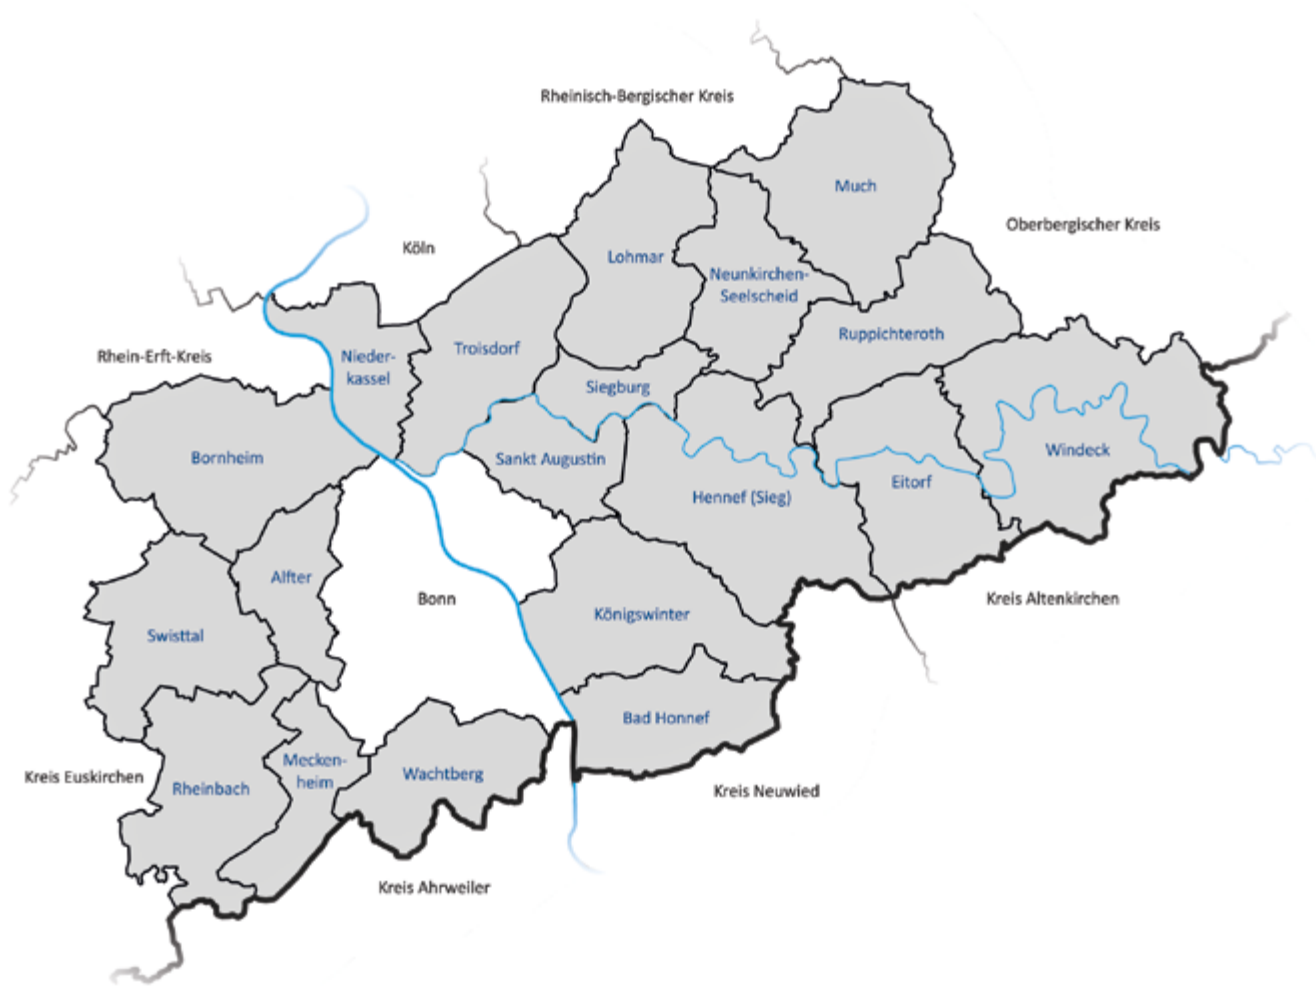 Rheinisch-Bergischer Kreis
Much
Oberbergischer Kreis
Köln
Lohmar
Neunkirchen-
Seelscheid
Ruppichteroth
Troisdorf
Rhein-Erft-Kreis
Nieder-
kassel
Siegburg
Bornheim
Sankt Augustin
Windeck
Eitorf
Hennef (Sieg)
Alfter
Bonn
Königswinter
Kreis Altenkirchen
Swisttal
Bad Honnef
Kreis Euskirchen
Rheinbach
Mecken-
heim
Wachtberg
Kreis Neuwied
Kreis Ahrweiler